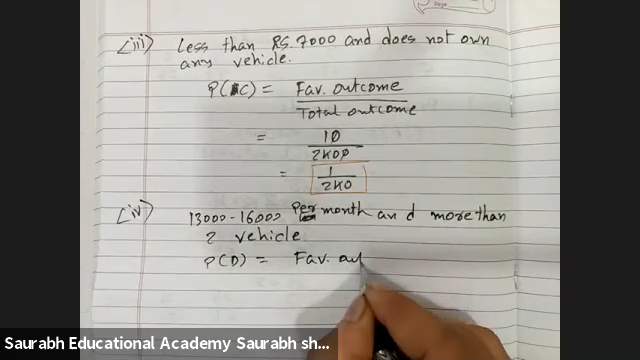 (iii) Less than RS. 7000 and does not own
any vehicle.
P(C) = Fav. outcome
Total outcome
= 10
2400
= 1
240
(iv) 13000-16000 per month and more than
2 vehicle
P(D) = Fav. out
Saurabh Educational Academy Saurabh sh...